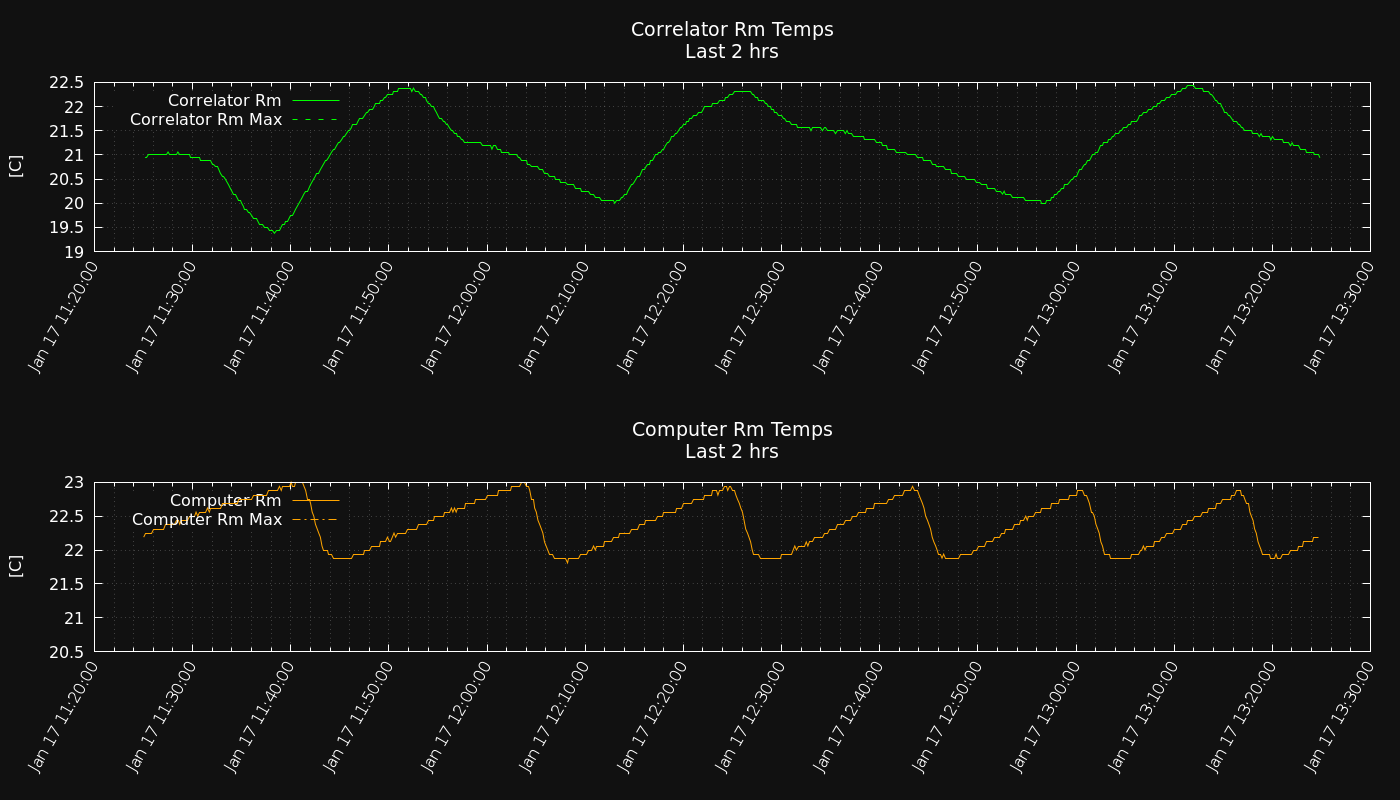 Correlator Rm Temps
Last 2 hrs
22.5
22
21.5
21
20.5
20
19.5
19
[C]
Correlator Rm
Correlator Rm Max
Jan 17 11:20:00
Jan 17 11:30:00
Jan 17 11:40:00
Jan 17 11:50:00
Jan 17 12:00:00
Jan 17 12:10:00
Jan 17 12:20:00
Jan 17 12:30:00
Jan 17 12:40:00
Jan 17 12:50:00
Jan 17 13:00:00
Jan 17 13:10:00
Jan 17 13:20:00
Jan 17 13:30:00
Computer Rm Temps
Last 2 hrs
23
22.5
22
21.5
21
20.5
[C]
Computer Rm
Computer Rm Max
Jan 17 11:20:00
Jan 17 11:30:00
Jan 17 11:40:00
Jan 17 11:50:00
Jan 17 12:00:00
Jan 17 12:10:00
Jan 17 12:20:00
Jan 17 12:30:00
Jan 17 12:40:00
Jan 17 12:50:00
Jan 17 13:00:00
Jan 17 13:10:00
Jan 17 13:20:00
Jan 17 13:30:00